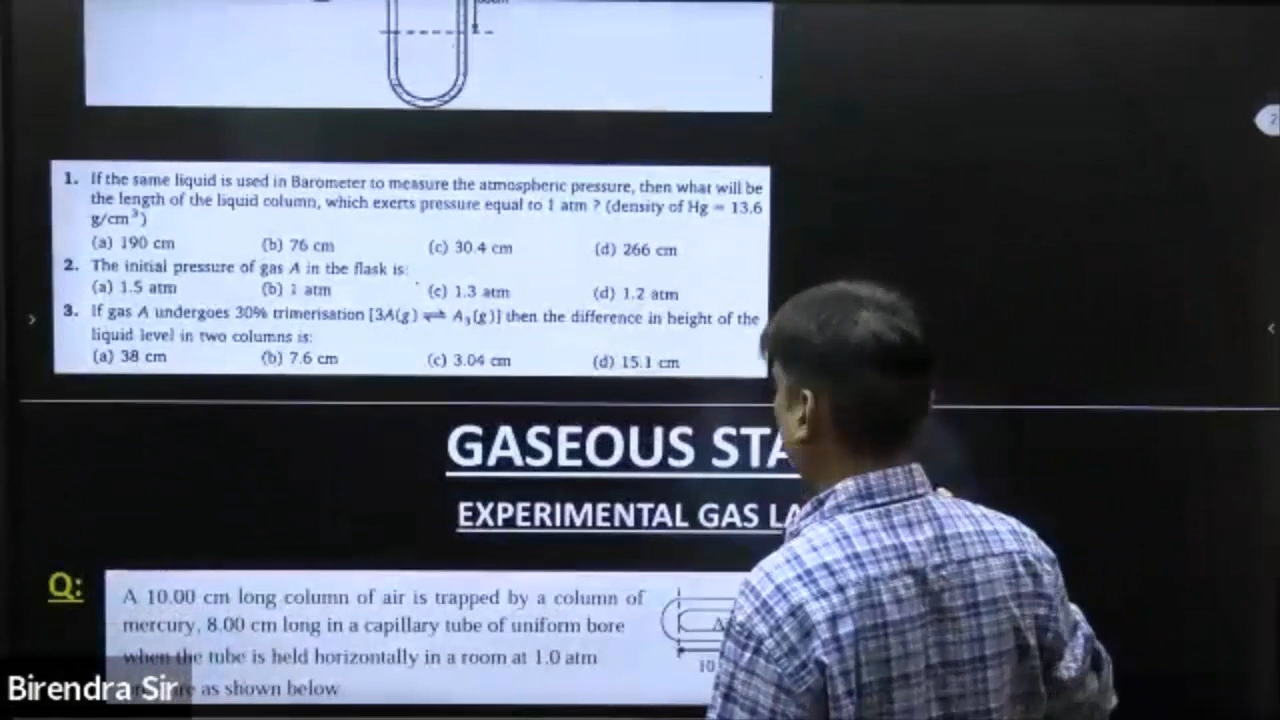 1. If the same liquid is used in Barometer to measure the atmospheric pressure, then what will be
the length of the liquid column, which exerts pressure equal to 1 atm ? (density of Hg = 13.6
g/cm³)
(a) 190 cm (b) 76 cm (c) 30.4 cm (d) 266 cm
2. The initial pressure of gas A in the flask is:
(a) 1.5 atm (b) 1 atm (c) 1.3 atm (d) 1.2 atm
3. If gas A undergoes 30% trimerisation [3A(g) ⇌ A₃(g)] then the difference in height of the
liquid level in two columns is:
(a) 38 cm (b) 7.6 cm (c) 3.04 cm (d) 15.1 cm
GASEOUS STA
EXPERIMENTAL GAS LA
Q:
A 10.00 cm long column of air is trapped by a column of
mercury, 8.00 cm long in a capillary tube of uniform bore
when the tube is held horizontally in a room at 1.0 atm
as shown below
10
Birendra Sir
2